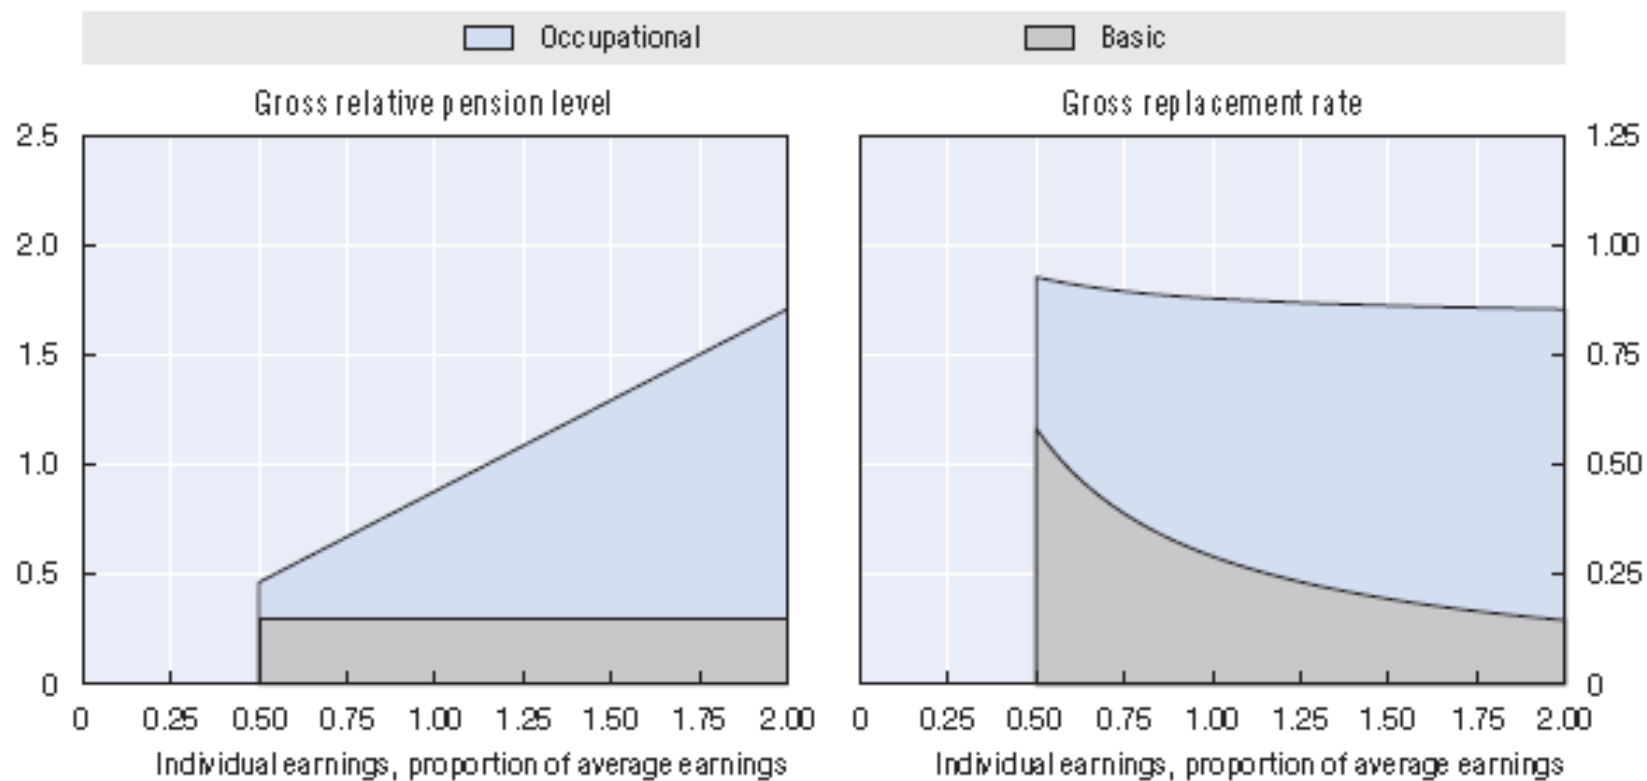 Occupational Basic
Gross relative pension level
Gross replacement rate
2.5
2.0
1.5
1.0
0.5
0
0 0.25 0.50 0.75 1.00 1.25 1.50 1.75 2.00
Individual earnings, proportion of average earnings
1.25
1.00
0.75
0.50
0.25
0
0 0.25 0.50 0.75 1.00 1.25 1.50 1.75 2.00
Individual earnings, proportion of average earnings